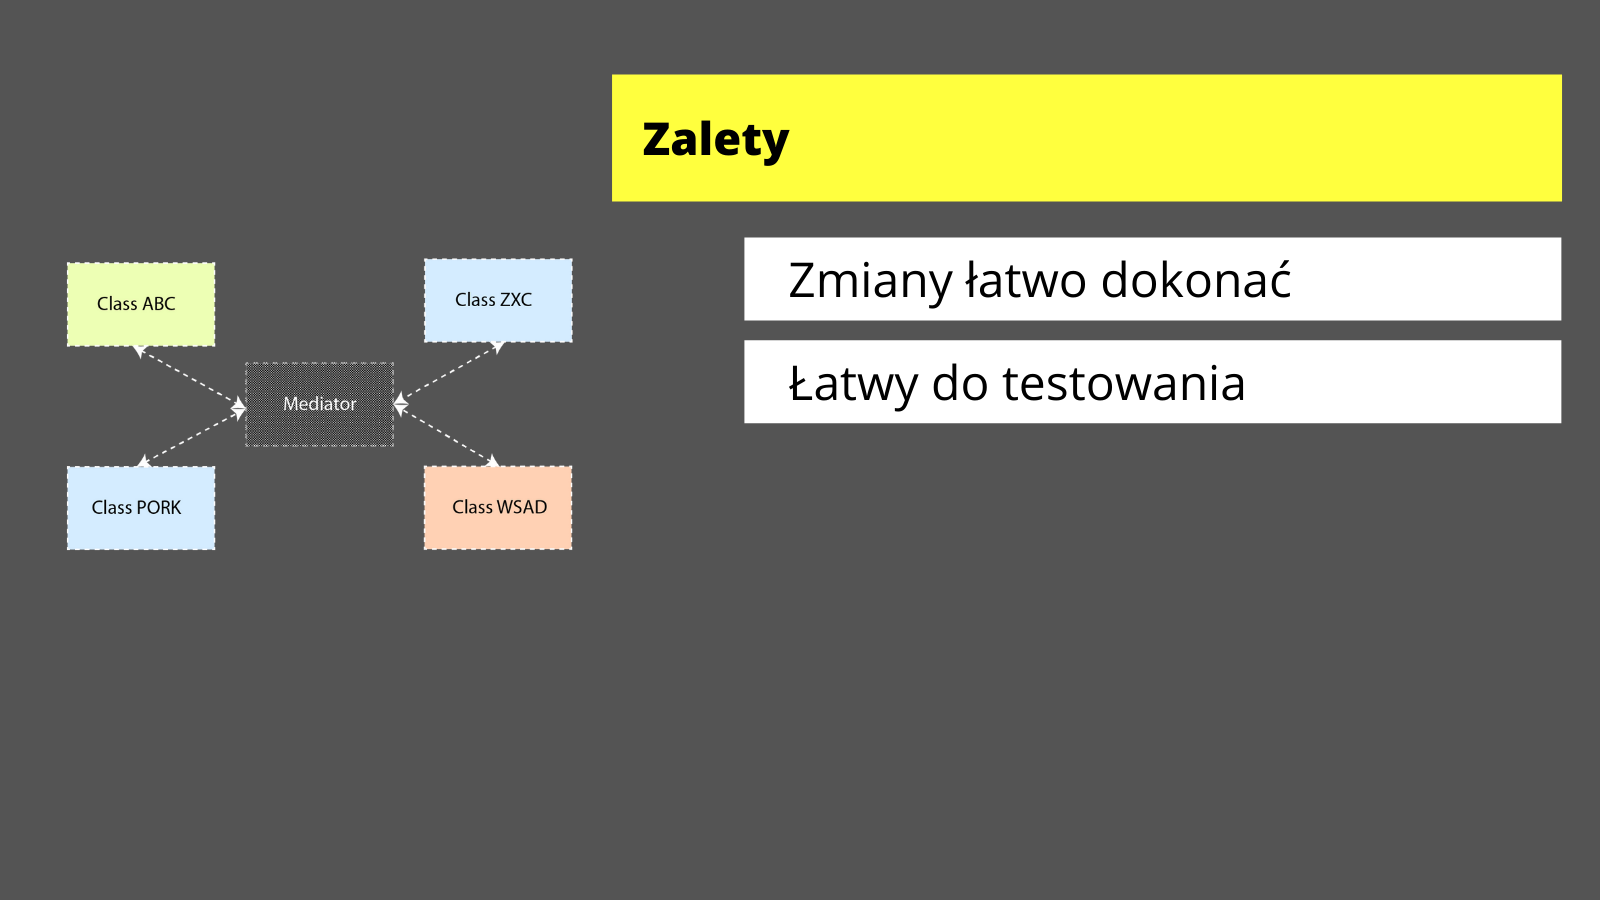 Zalety
Zmiany łatwo dokonać
Łatwy do testowania
Class ABC
Class ZXC
Mediator
Class PORK
Class WSAD